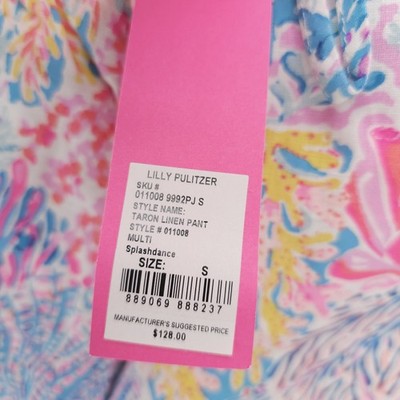 LILLY PULITZER
SKU #
011008 9992PJ S
STYLE NAME:
TARON LINEN PANT
STYLE # 011008
MULTI
Splashdance
SIZE: S
889069 888237
MANUFACTURER'S SUGGESTED PRICE
$128.00